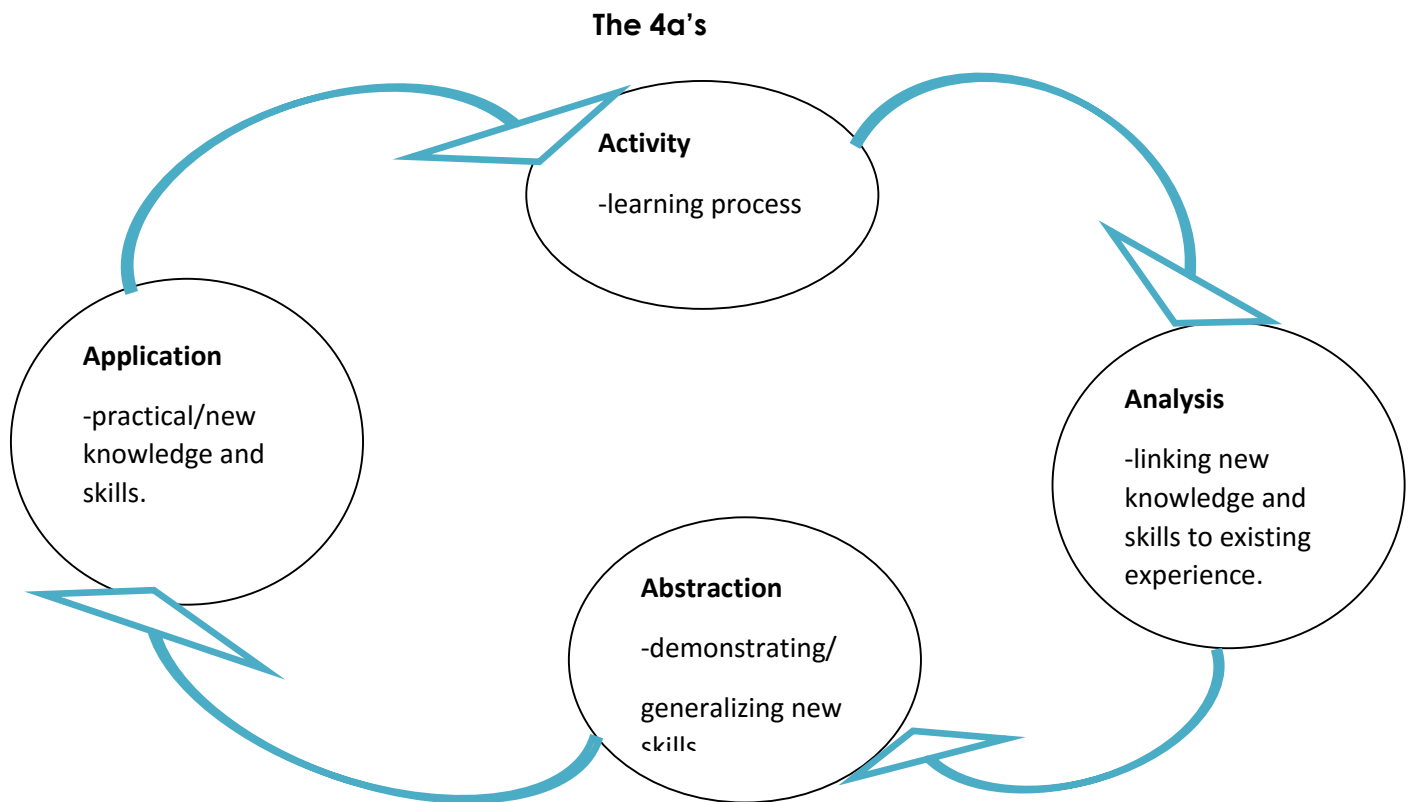 The 4a's
Activity
-learning process
Analysis
-linking new
knowledge and
skills to existing
experience.
Abstraction
-demonstrating/
generalizing new
skills
Application
-practical/new
knowledge and
skills.